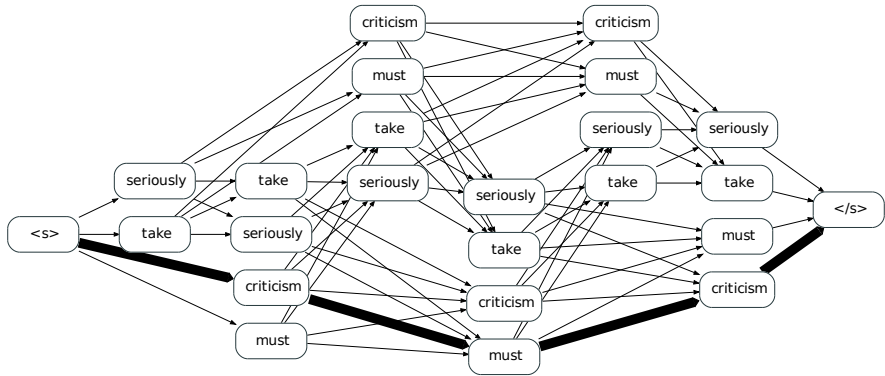 criticism criticism
must must
take seriously seriously
seriously take seriously take take
seriously
<s> take seriously must </s>
take
criticism criticism criticism
must must